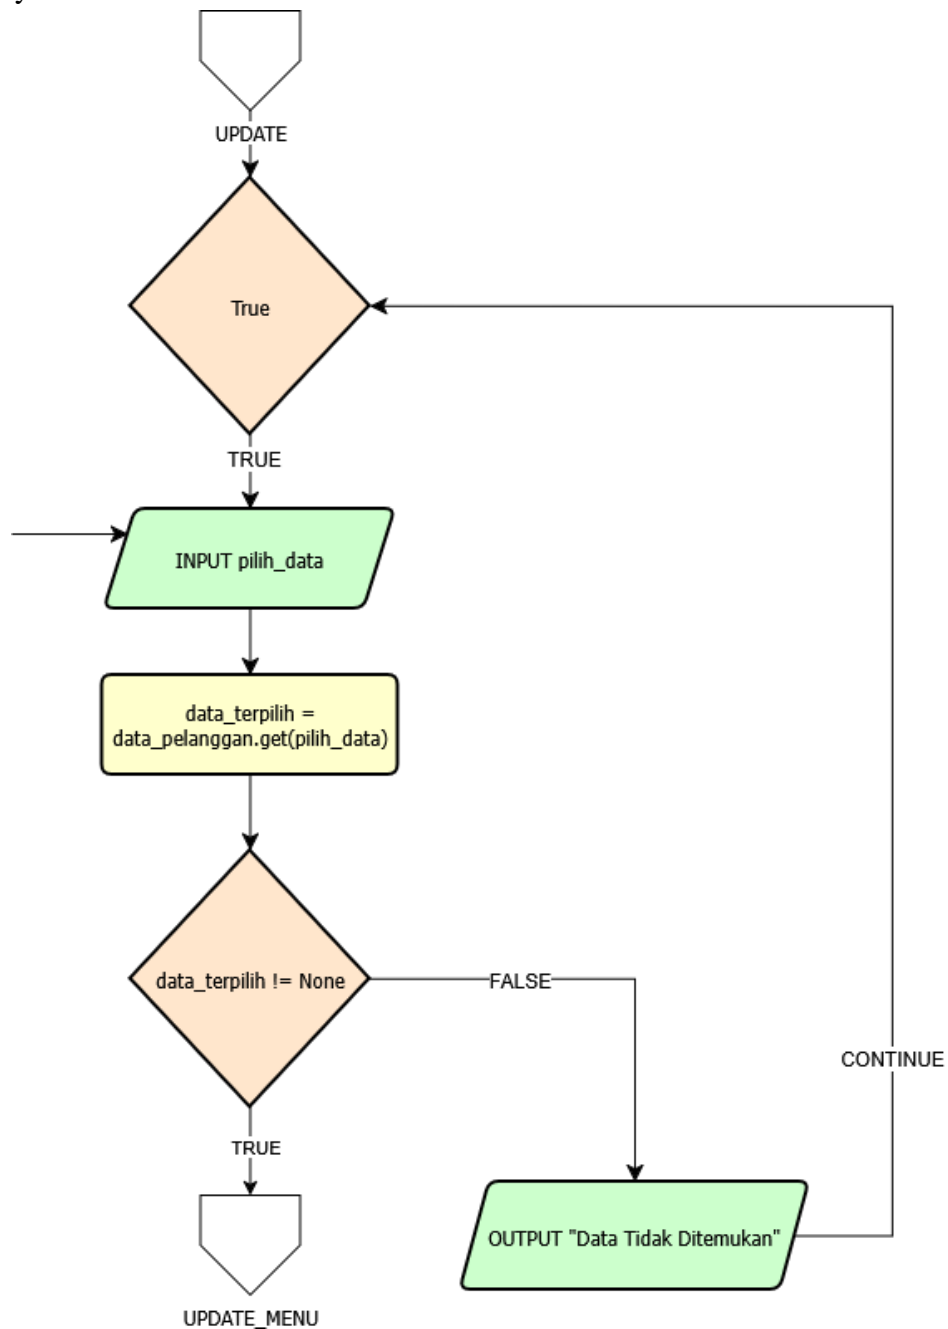 UPDATE
True
TRUE
INPUT pilih_data
data_terpilih =
data_pelanggan.get(pilih_data)
data_terpilih != None
FALSE
CONTINUE
TRUE
OUTPUT "Data Tidak Ditemukan"
UPDATE_MENU